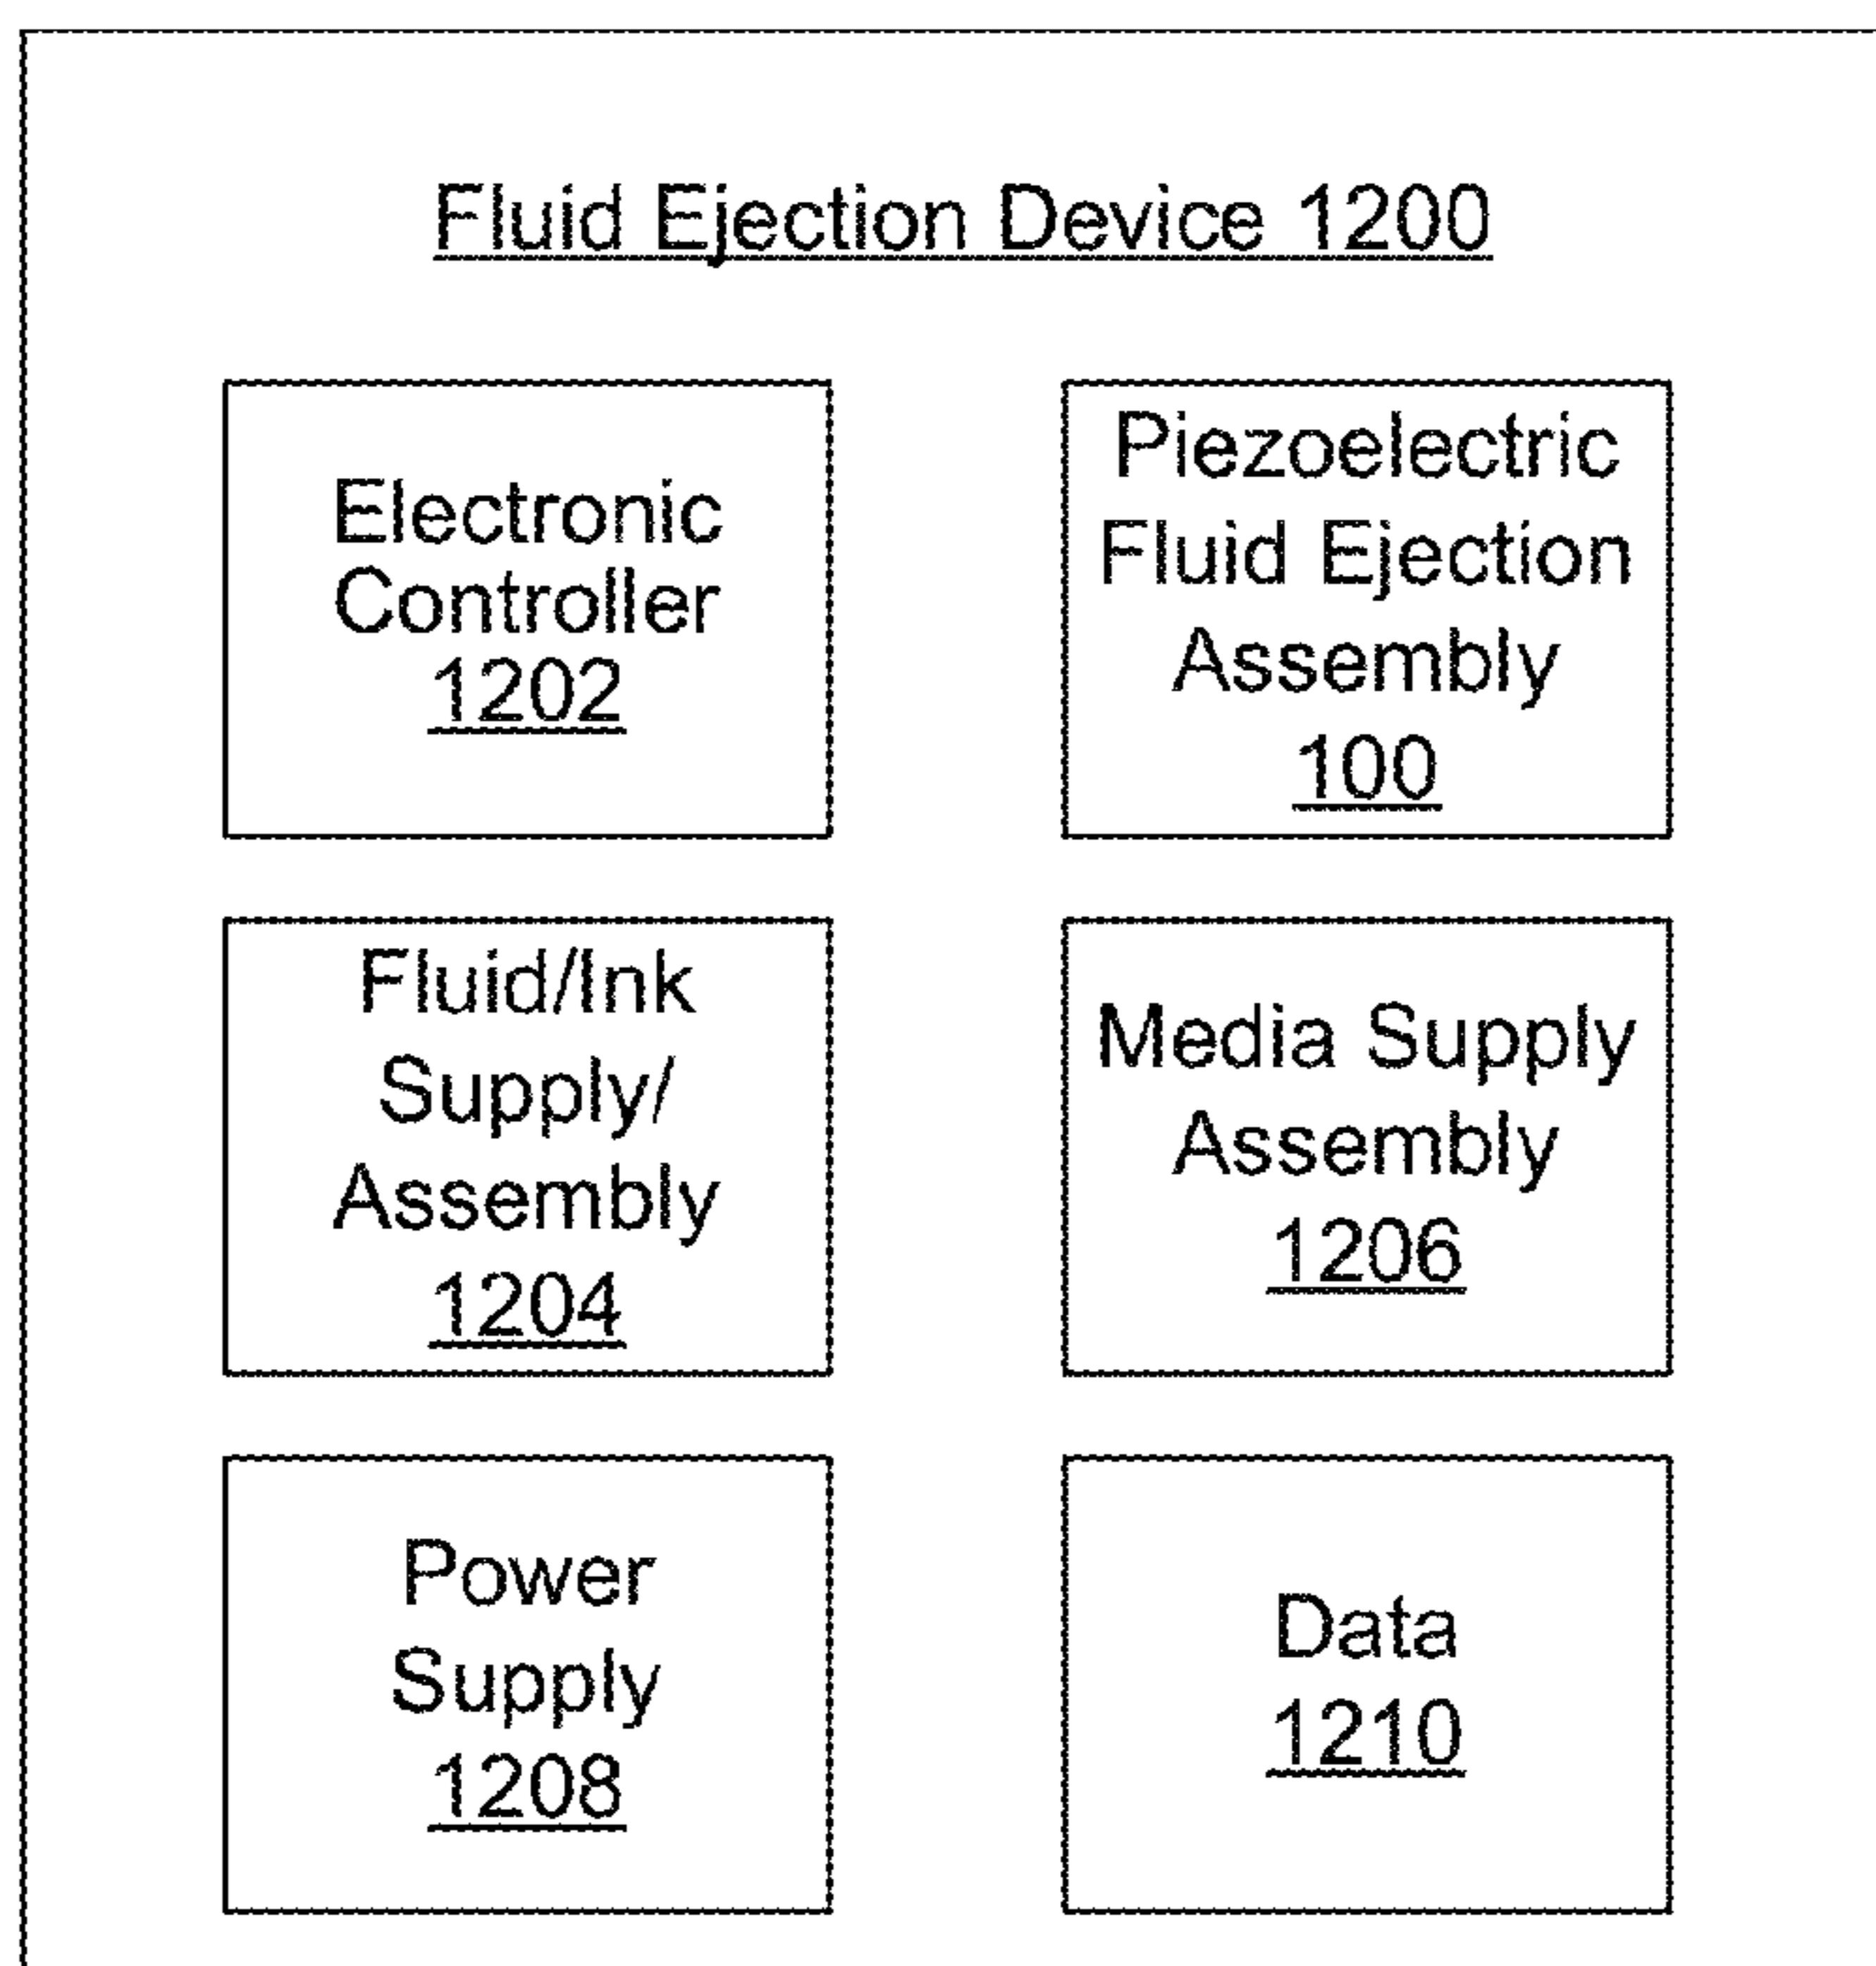 Fluid Ejection Device 1200
Electronic
Controller
1202
Piezoelectric
Fluid Ejection
Assembly
100
Fluid/Ink
Supply/
Assembly
1204
Media Supply
Assembly
1206
Power
Supply
1208
Data
1210